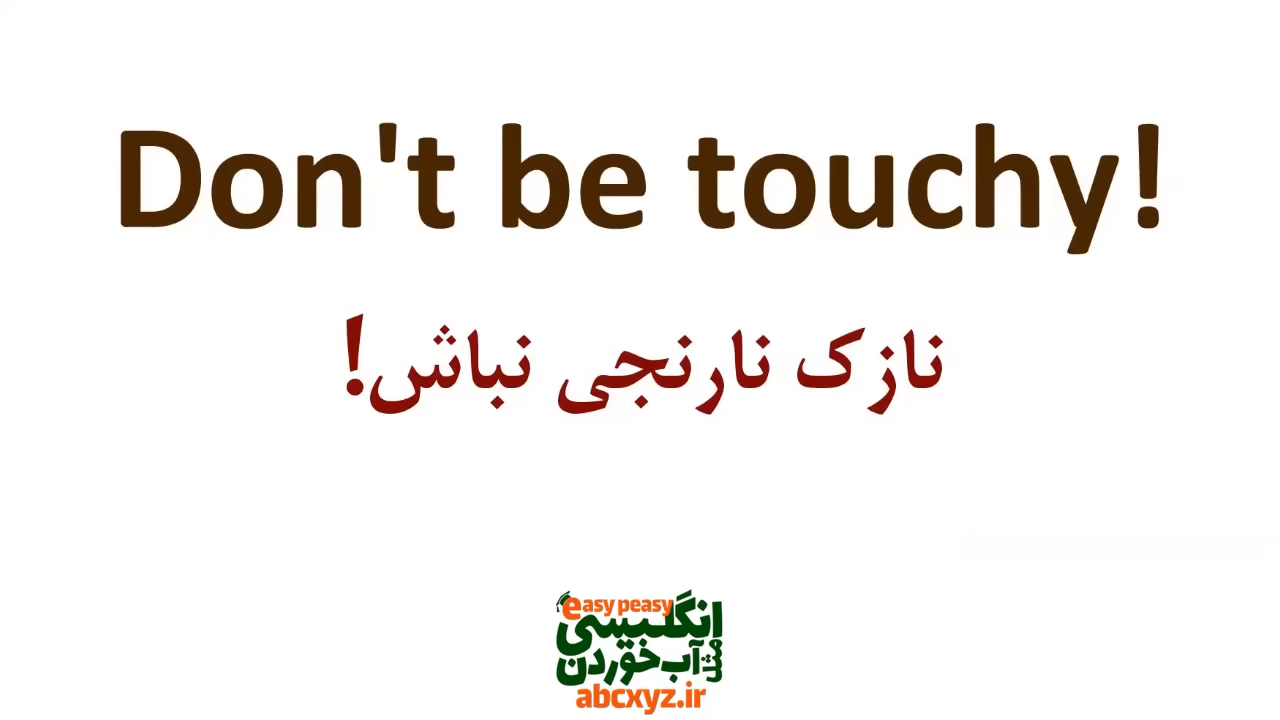 Don't be touchy!
نازک نارنجی نباش!
easy peasy
انگلیسی
مثل آب خوردن
abcxyz.ir